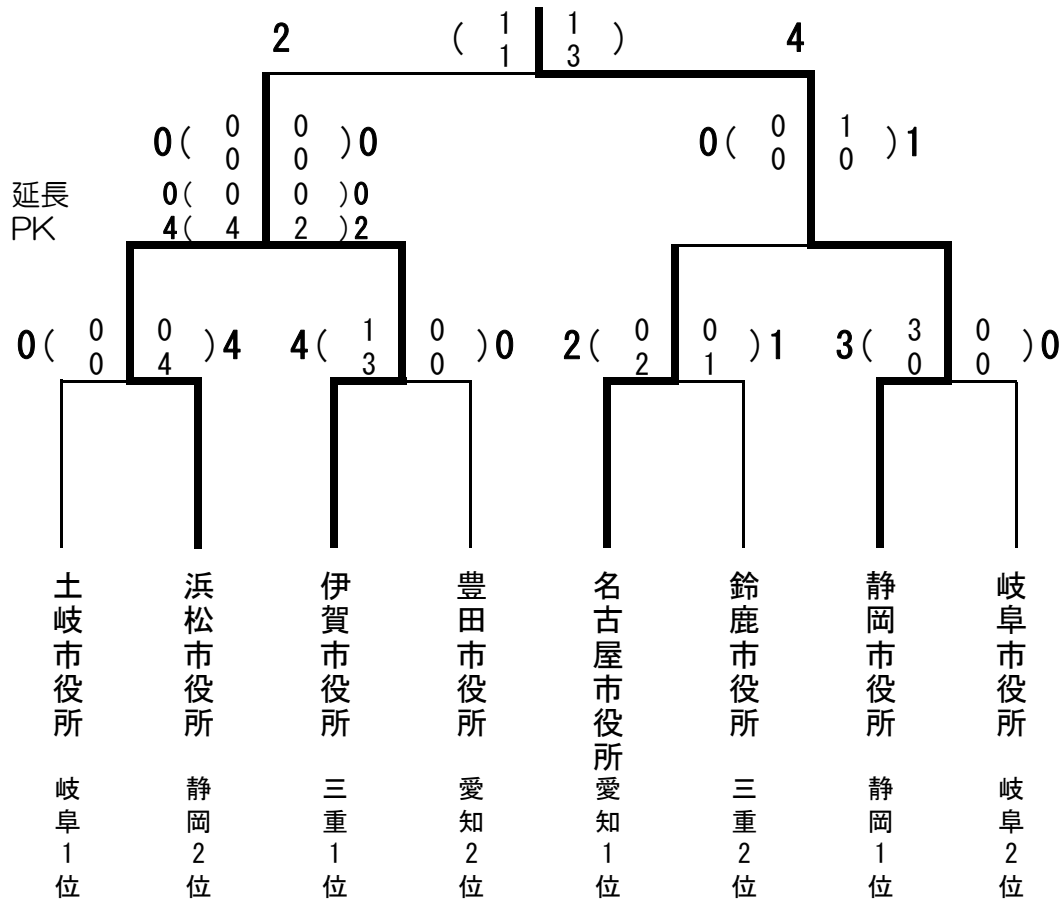 2 ( 1 1 ) 4
1 3
0( 0 0 )0 0( 0 1 )1
0 0 0 0
延長 0( 0 0 )0
PK 4( 4 2 )2
0( 0 0 )4 4( 1 0 )0 2( 0 0 )1 3( 3 0 )0
0 4 3 0 2 1 0 0
土岐市役所
岐阜1位
浜松市役所
静岡2位
伊賀市役所
三重1位
豊田市役所
愛知2位
名古屋市役所
愛知1位
鈴鹿市役所
三重2位
静岡市役所
静岡1位
岐阜市役所
岐阜2位